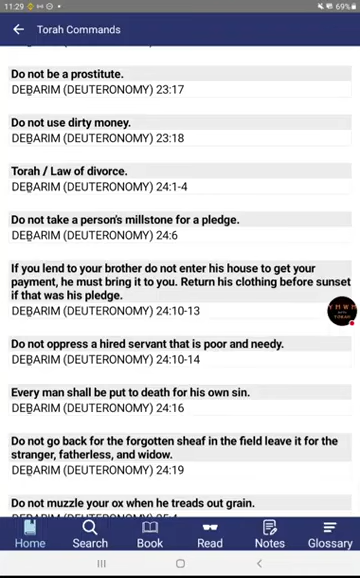 11:29
69%
Torah Commands
Do not be a prostitute.
DEḆARIM (DEUTERONOMY) 23:17
Do not use dirty money.
DEḆARIM (DEUTERONOMY) 23:18
Torah / Law of divorce.
DEḆARIM (DEUTERONOMY) 24:1-4
Do not take a person's millstone for a pledge.
DEḆARIM (DEUTERONOMY) 24:6
If you lend to your brother do not enter his house to get your
payment, he must bring it to you. Return his clothing before sunset
if that was his pledge.
DEḆARIM (DEUTERONOMY) 24:10-13
Do not oppress a hired servant that is poor and needy.
DEḆARIM (DEUTERONOMY) 24:10-14
Every man shall be put to death for his own sin.
DEḆARIM (DEUTERONOMY) 24:16
Do not go back for the forgotten sheaf in the field leave it for the
stranger, fatherless, and widow.
DEḆARIM (DEUTERONOMY) 24:19
Do not muzzle your ox when he treads out grain.
Home Search Book Read Notes Glossary